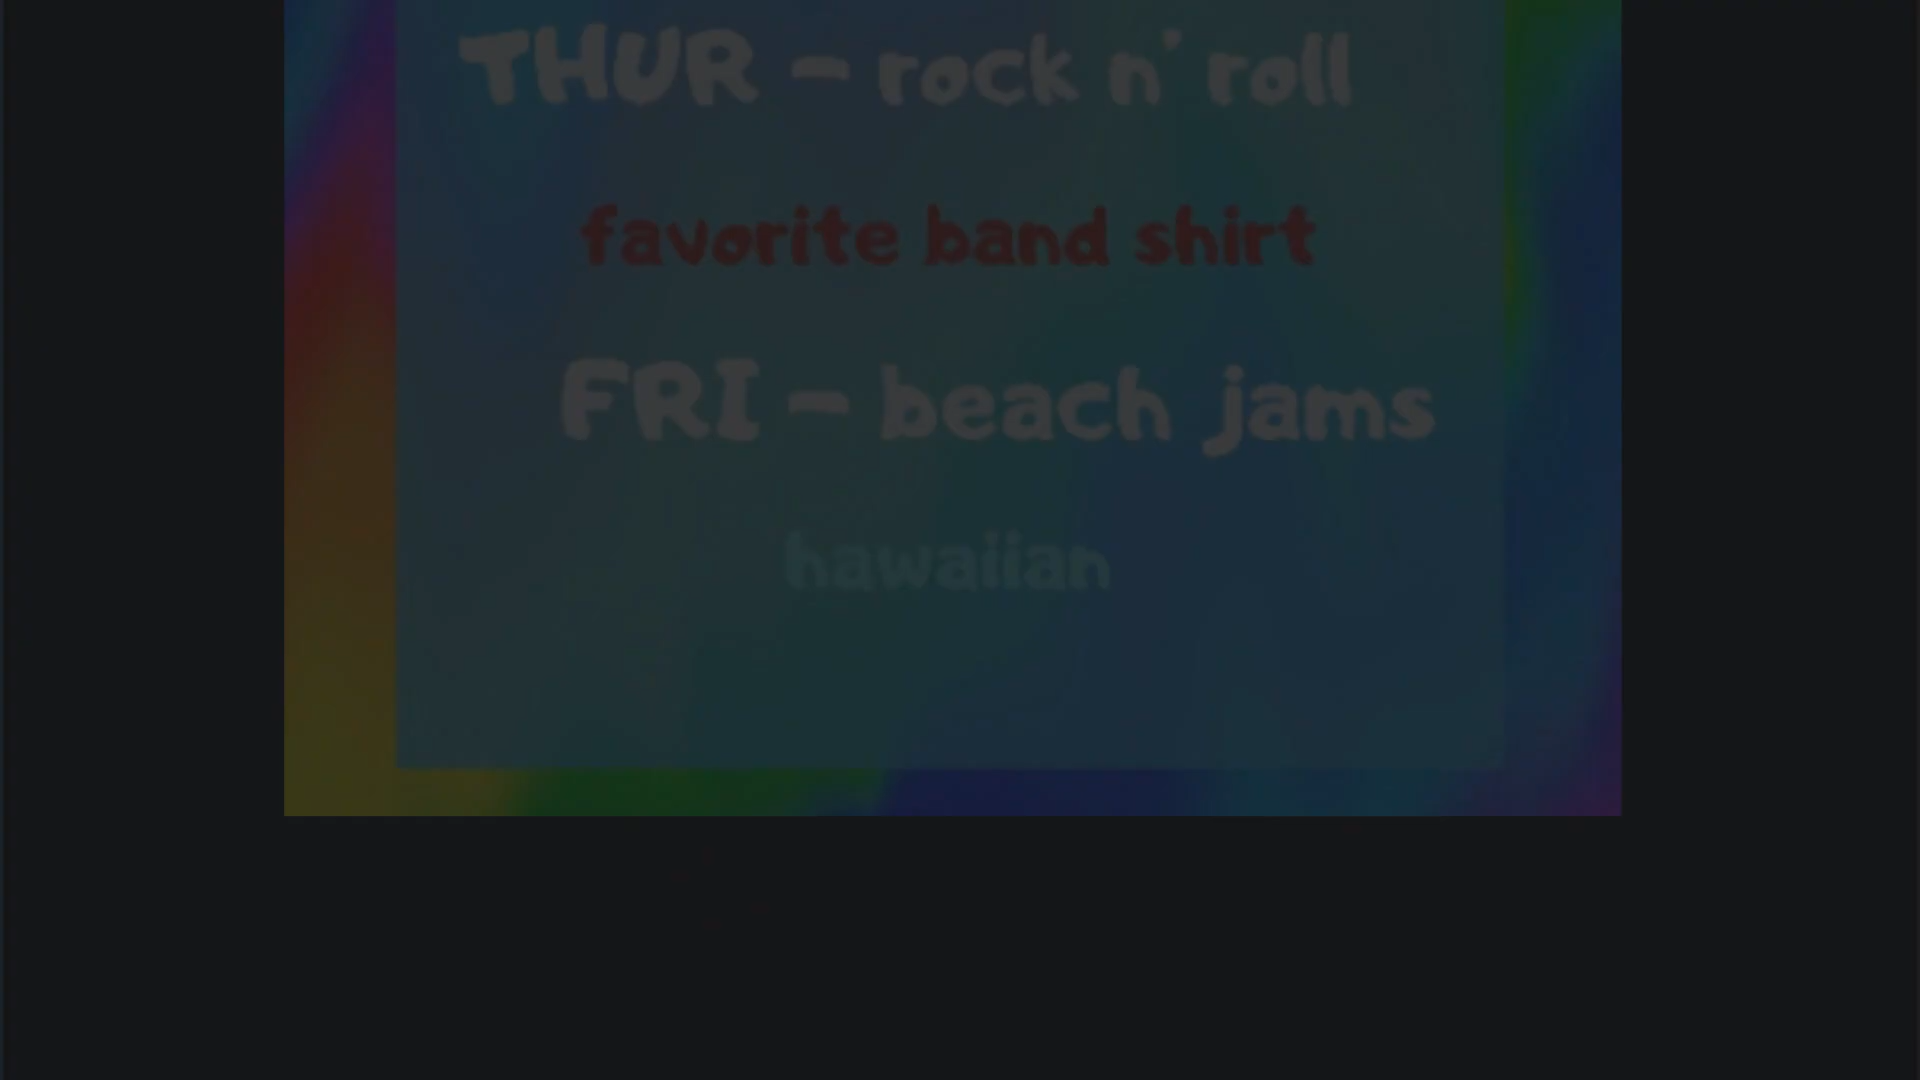 THUR - rock n' roll
favorite band shirt
FRI - beach jams
hawaiian